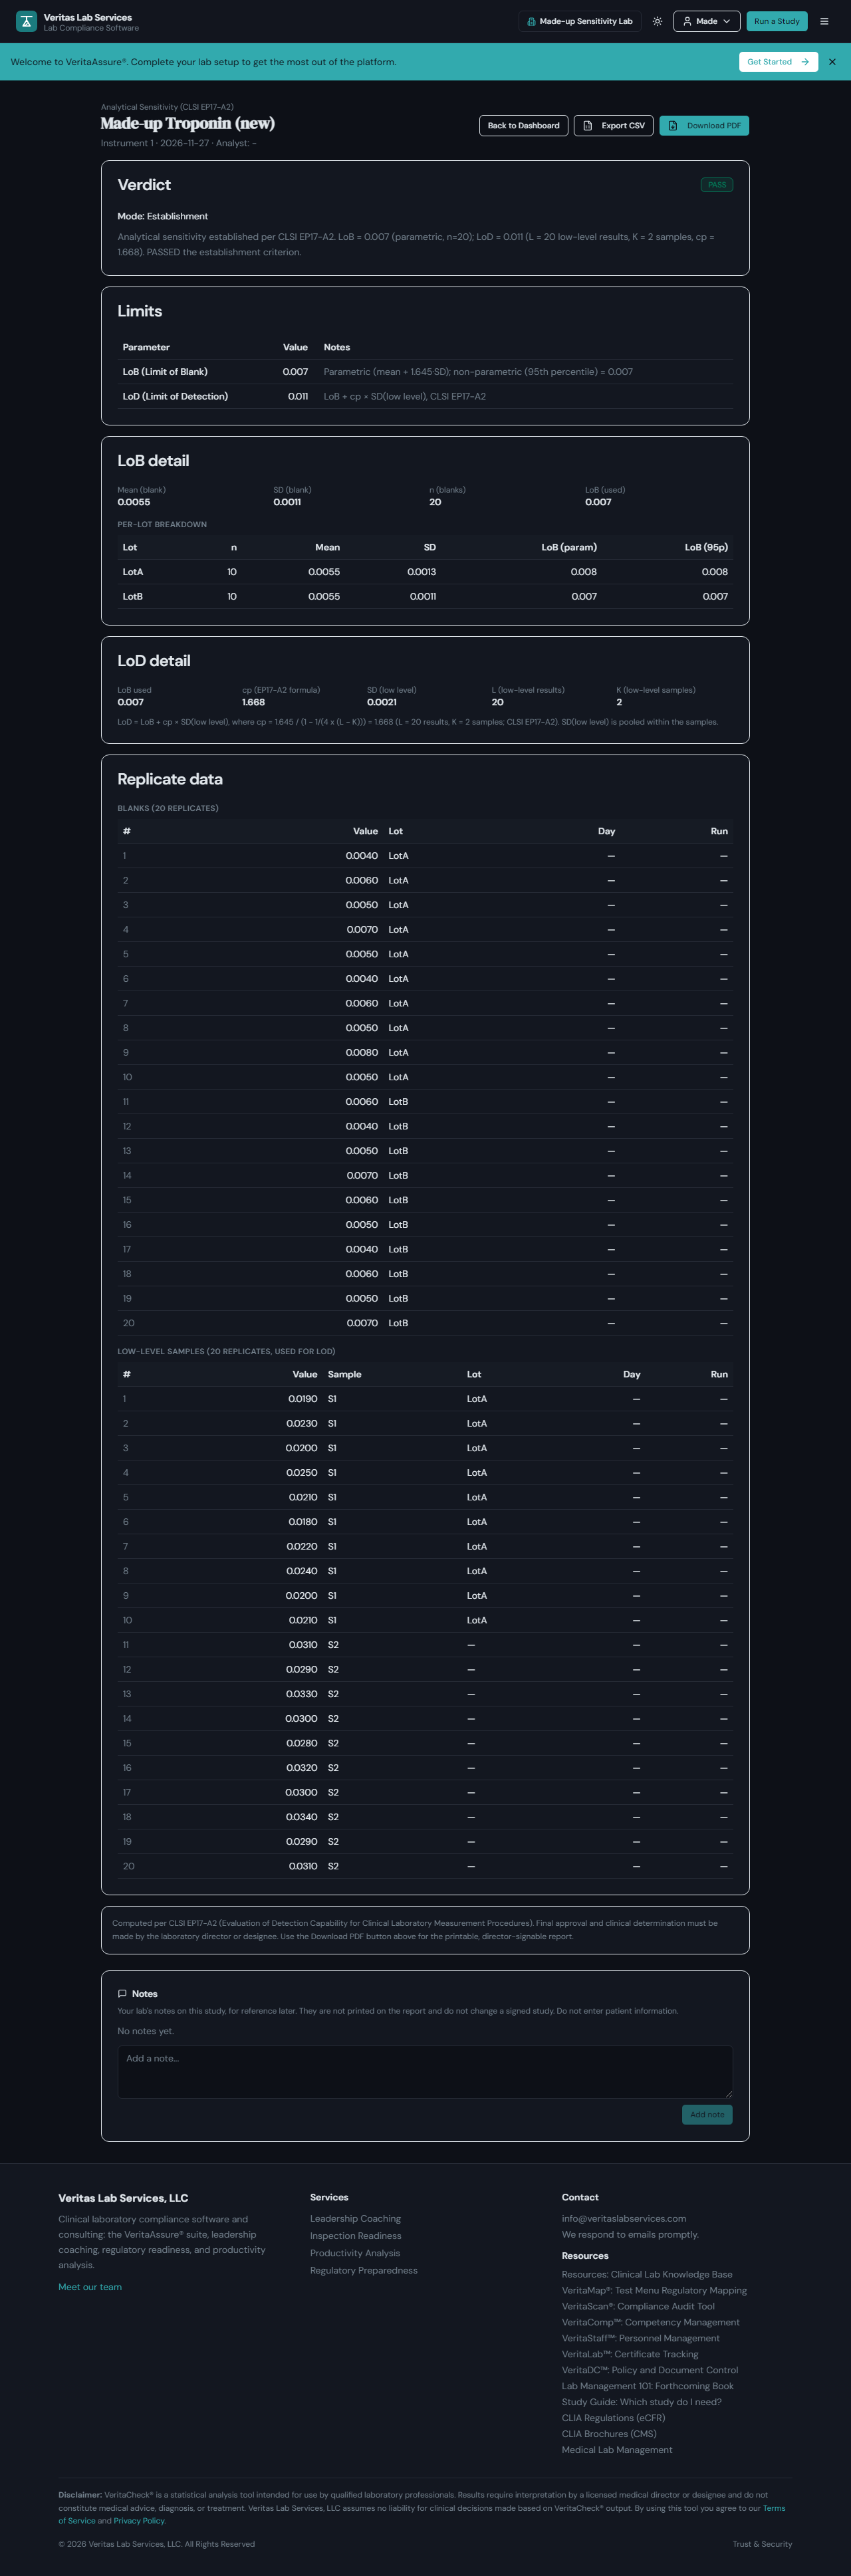 Veritas Lab Services
Lab Compliance Software
Made-up Sensitivity Lab
Made
Run a Study
Welcome to VeritaAssure®. Complete your lab setup to get the most out of the platform.
Get Started
Analytical Sensitivity (CLSI EP17-A2)
Made-up Troponin (new)
Instrument 1 · 2026-11-27 · Analyst: -
Back to Dashboard
Export CSV
Download PDF
Verdict
PASS
Mode: Establishment
Analytical sensitivity established per CLSI EP17-A2. LoB = 0.007 (parametric, n=20); LoD = 0.011 (L = 20 low-level results, K = 2 samples, cp =
1.668). PASSED the establishment criterion.
Limits
Parameter Value Notes
LoB (Limit of Blank) 0.007 Parametric (mean + 1.645·SD); non-parametric (95th percentile) = 0.007
LoD (Limit of Detection) 0.011 LoB + cp × SD(low level), CLSI EP17-A2
LoB detail
Mean (blank) SD (blank) n (blanks) LoB (used)
0.0055 0.0011 20 0.007
PER-LOT BREAKDOWN
Lot n Mean SD LoB (param) LoB (95p)
LotA 10 0.0055 0.0013 0.008 0.008
LotB 10 0.0055 0.0011 0.007 0.007
LoD detail
LoB used cp (EP17-A2 formula) SD (low level) L (low-level results) K (low-level samples)
0.007 1.668 0.0021 20 2
LoD = LoB + cp × SD(low level), where cp = 1.645 / (1 − 1/(4 x (L − K))) = 1.668 (L = 20 results, K = 2 samples; CLSI EP17-A2). SD(low level) is pooled within the samples.
Replicate data
BLANKS (20 REPLICATES)
# Value Lot Day Run
1 0.0040 LotA — —
2 0.0060 LotA — —
3 0.0050 LotA — —
4 0.0070 LotA — —
5 0.0050 LotA — —
6 0.0040 LotA — —
7 0.0060 LotA — —
8 0.0050 LotA — —
9 0.0080 LotA — —
10 0.0050 LotA — —
11 0.0060 LotB — —
12 0.0040 LotB — —
13 0.0050 LotB — —
14 0.0070 LotB — —
15 0.0060 LotB — —
16 0.0050 LotB — —
17 0.0040 LotB — —
18 0.0060 LotB — —
19 0.0050 LotB — —
20 0.0070 LotB — —
LOW-LEVEL SAMPLES (20 REPLICATES, USED FOR LOD)
# Value Sample Lot Day Run
1 0.0190 S1 LotA — —
2 0.0230 S1 LotA — —
3 0.0200 S1 LotA — —
4 0.0250 S1 LotA — —
5 0.0210 S1 LotA — —
6 0.0180 S1 LotA — —
7 0.0220 S1 LotA — —
8 0.0240 S1 LotA — —
9 0.0200 S1 LotA — —
10 0.0210 S1 LotA — —
11 0.0310 S2 — — —
12 0.0290 S2 — — —
13 0.0330 S2 — — —
14 0.0300 S2 — — —
15 0.0280 S2 — — —
16 0.0320 S2 — — —
17 0.0300 S2 — — —
18 0.0340 S2 — — —
19 0.0290 S2 — — —
20 0.0310 S2 — — —
Computed per CLSI EP17-A2 (Evaluation of Detection Capability for Clinical Laboratory Measurement Procedures). Final approval and clinical determination must be
made by the laboratory director or designee. Use the Download PDF button above for the printable, director-signable report.
Notes
Your lab's notes on this study, for reference later. They are not printed on the report and do not change a signed study. Do not enter patient information.
No notes yet.
Add a note...
Add note
Veritas Lab Services, LLC
Clinical laboratory compliance software and
consulting: the VeritaAssure® suite, leadership
coaching, regulatory readiness, and productivity
analysis.
Meet our team
Services
Leadership Coaching
Inspection Readiness
Productivity Analysis
Regulatory Preparedness
Contact
info@veritaslabservices.com
We respond to emails promptly.
Resources
Resources: Clinical Lab Knowledge Base
VeritaMap®: Test Menu Regulatory Mapping
VeritaScan®: Compliance Audit Tool
VeritaComp™: Competency Management
VeritaStaff™: Personnel Management
VeritaLab™: Certificate Tracking
VeritaDC™: Policy and Document Control
Lab Management 101: Forthcoming Book
Study Guide: Which study do I need?
CLIA Regulations (eCFR)
CLIA Brochures (CMS)
Medical Lab Management
Disclaimer: VeritaCheck® is a statistical analysis tool intended for use by qualified laboratory professionals. Results require interpretation by a licensed medical director or designee and do not
constitute medical advice, diagnosis, or treatment. Veritas Lab Services, LLC assumes no liability for clinical decisions made based on VeritaCheck® output. By using this tool you agree to our Terms
of Service and Privacy Policy.
© 2026 Veritas Lab Services, LLC. All Rights Reserved
Trust & Security